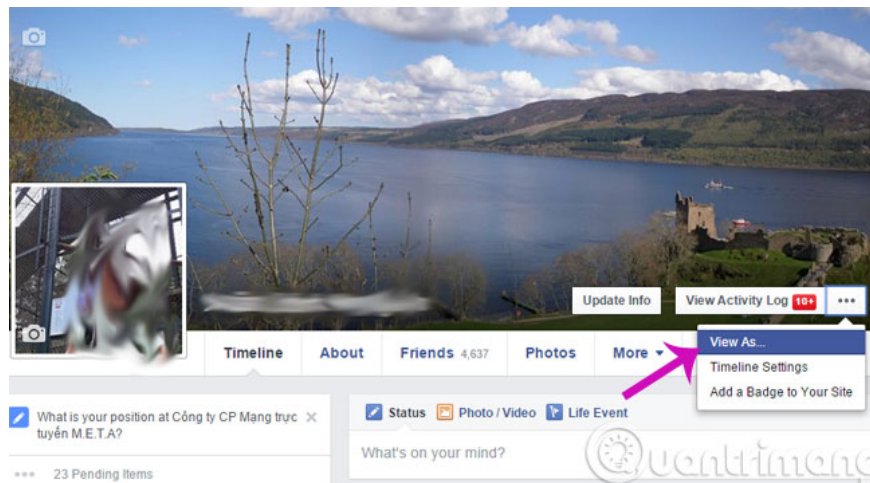 Update Info
View Activity Log 10+
Timeline About Friends 4,637 Photos More
View As...
Timeline Settings
Add a Badge to Your Site
What is your position at Công ty CP Mạng trực
tuyến M.E.T.A?
23 Pending Items
Status Photo / Video Life Event
What's on your mind?
Quantrimang